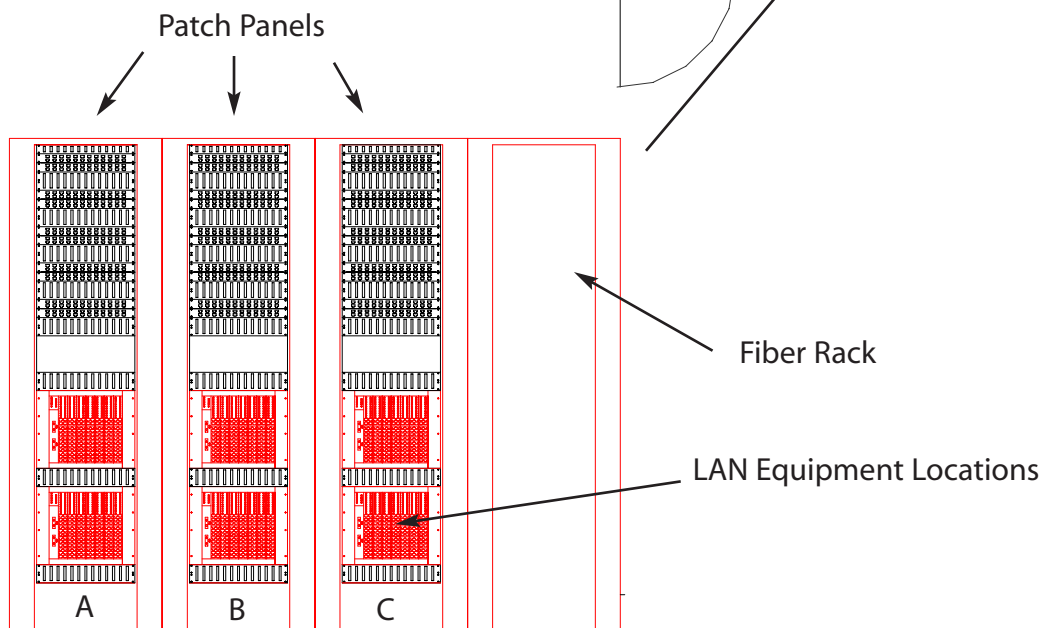 Patch Panels
Fiber Rack
LAN Equipment Locations
A
B
C